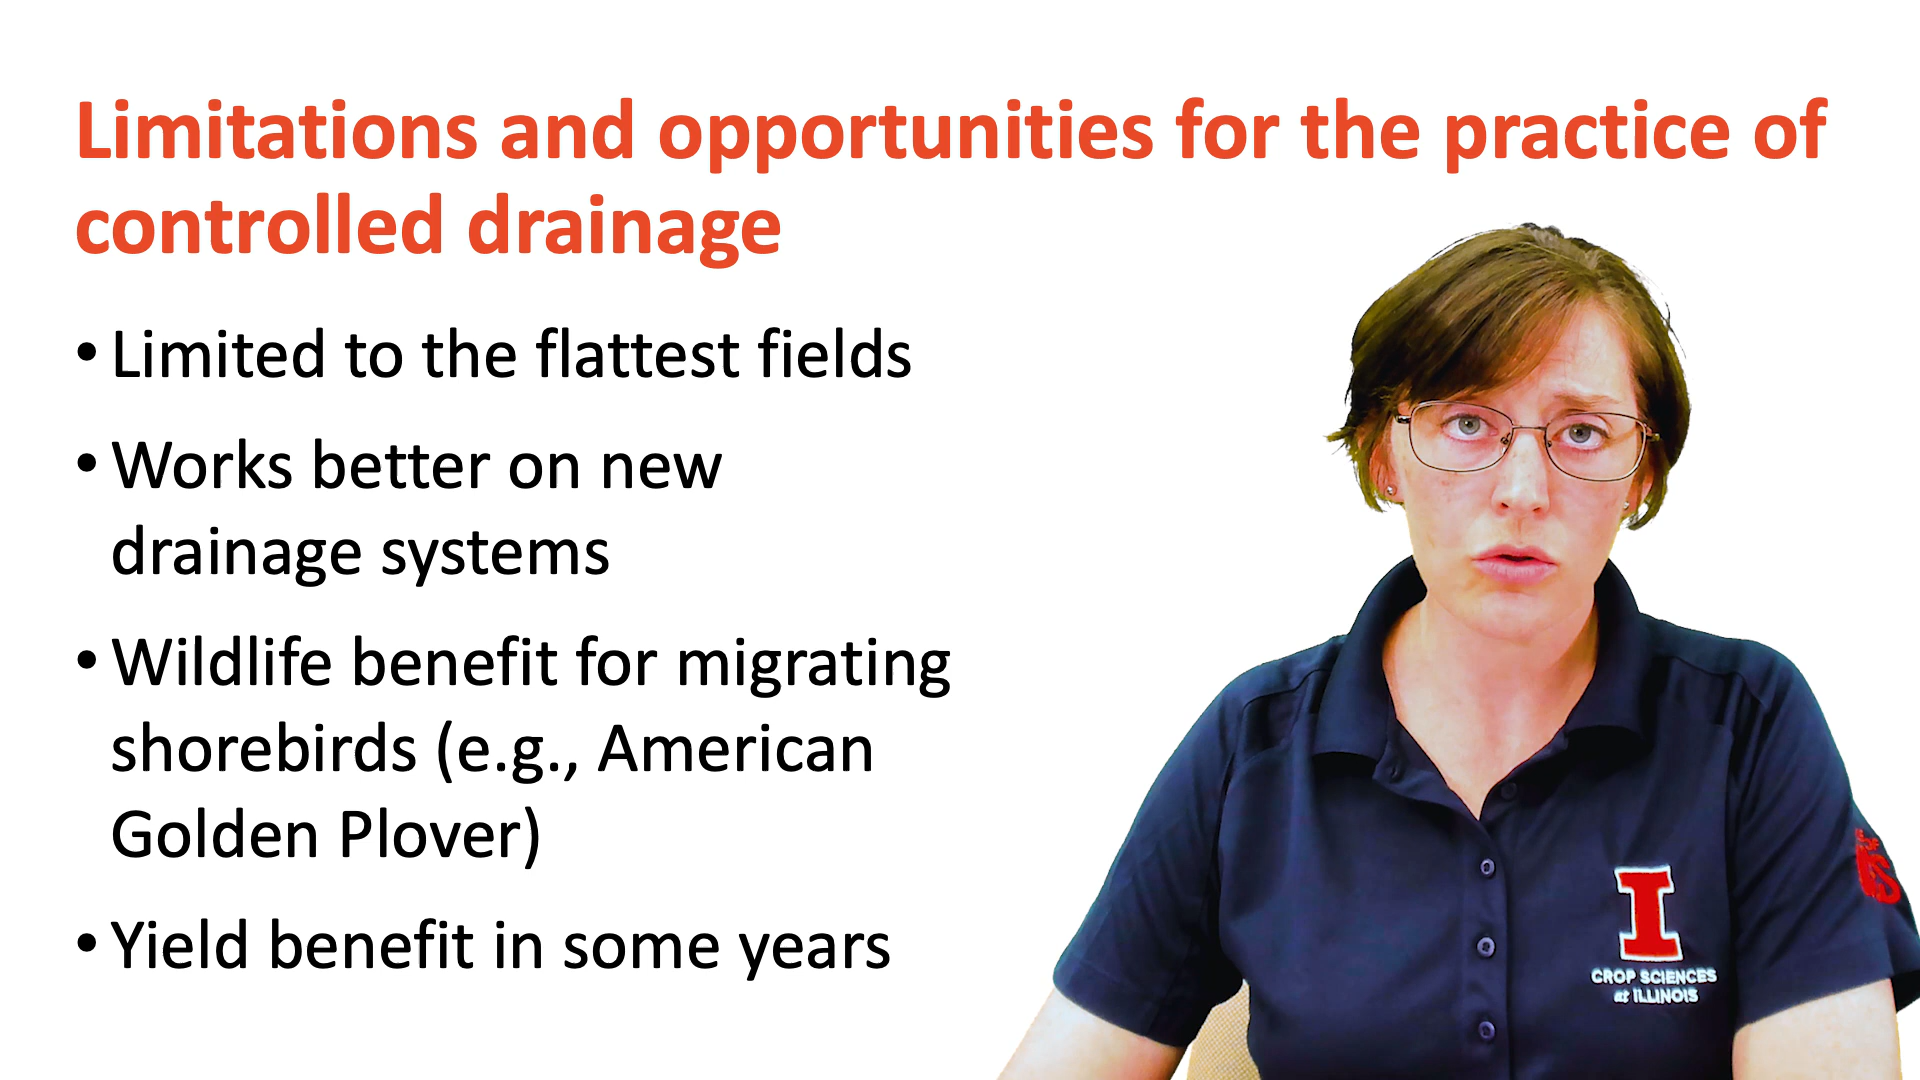 Limitations and opportunities for the practice of
controlled drainage
• Limited to the flattest fields
• Works better on new
drainage systems
• Wildlife benefit for migrating
shorebirds (e.g., American
Golden Plover)
• Yield benefit in some years
I
CROP SCIENCES
at ILLINOIS